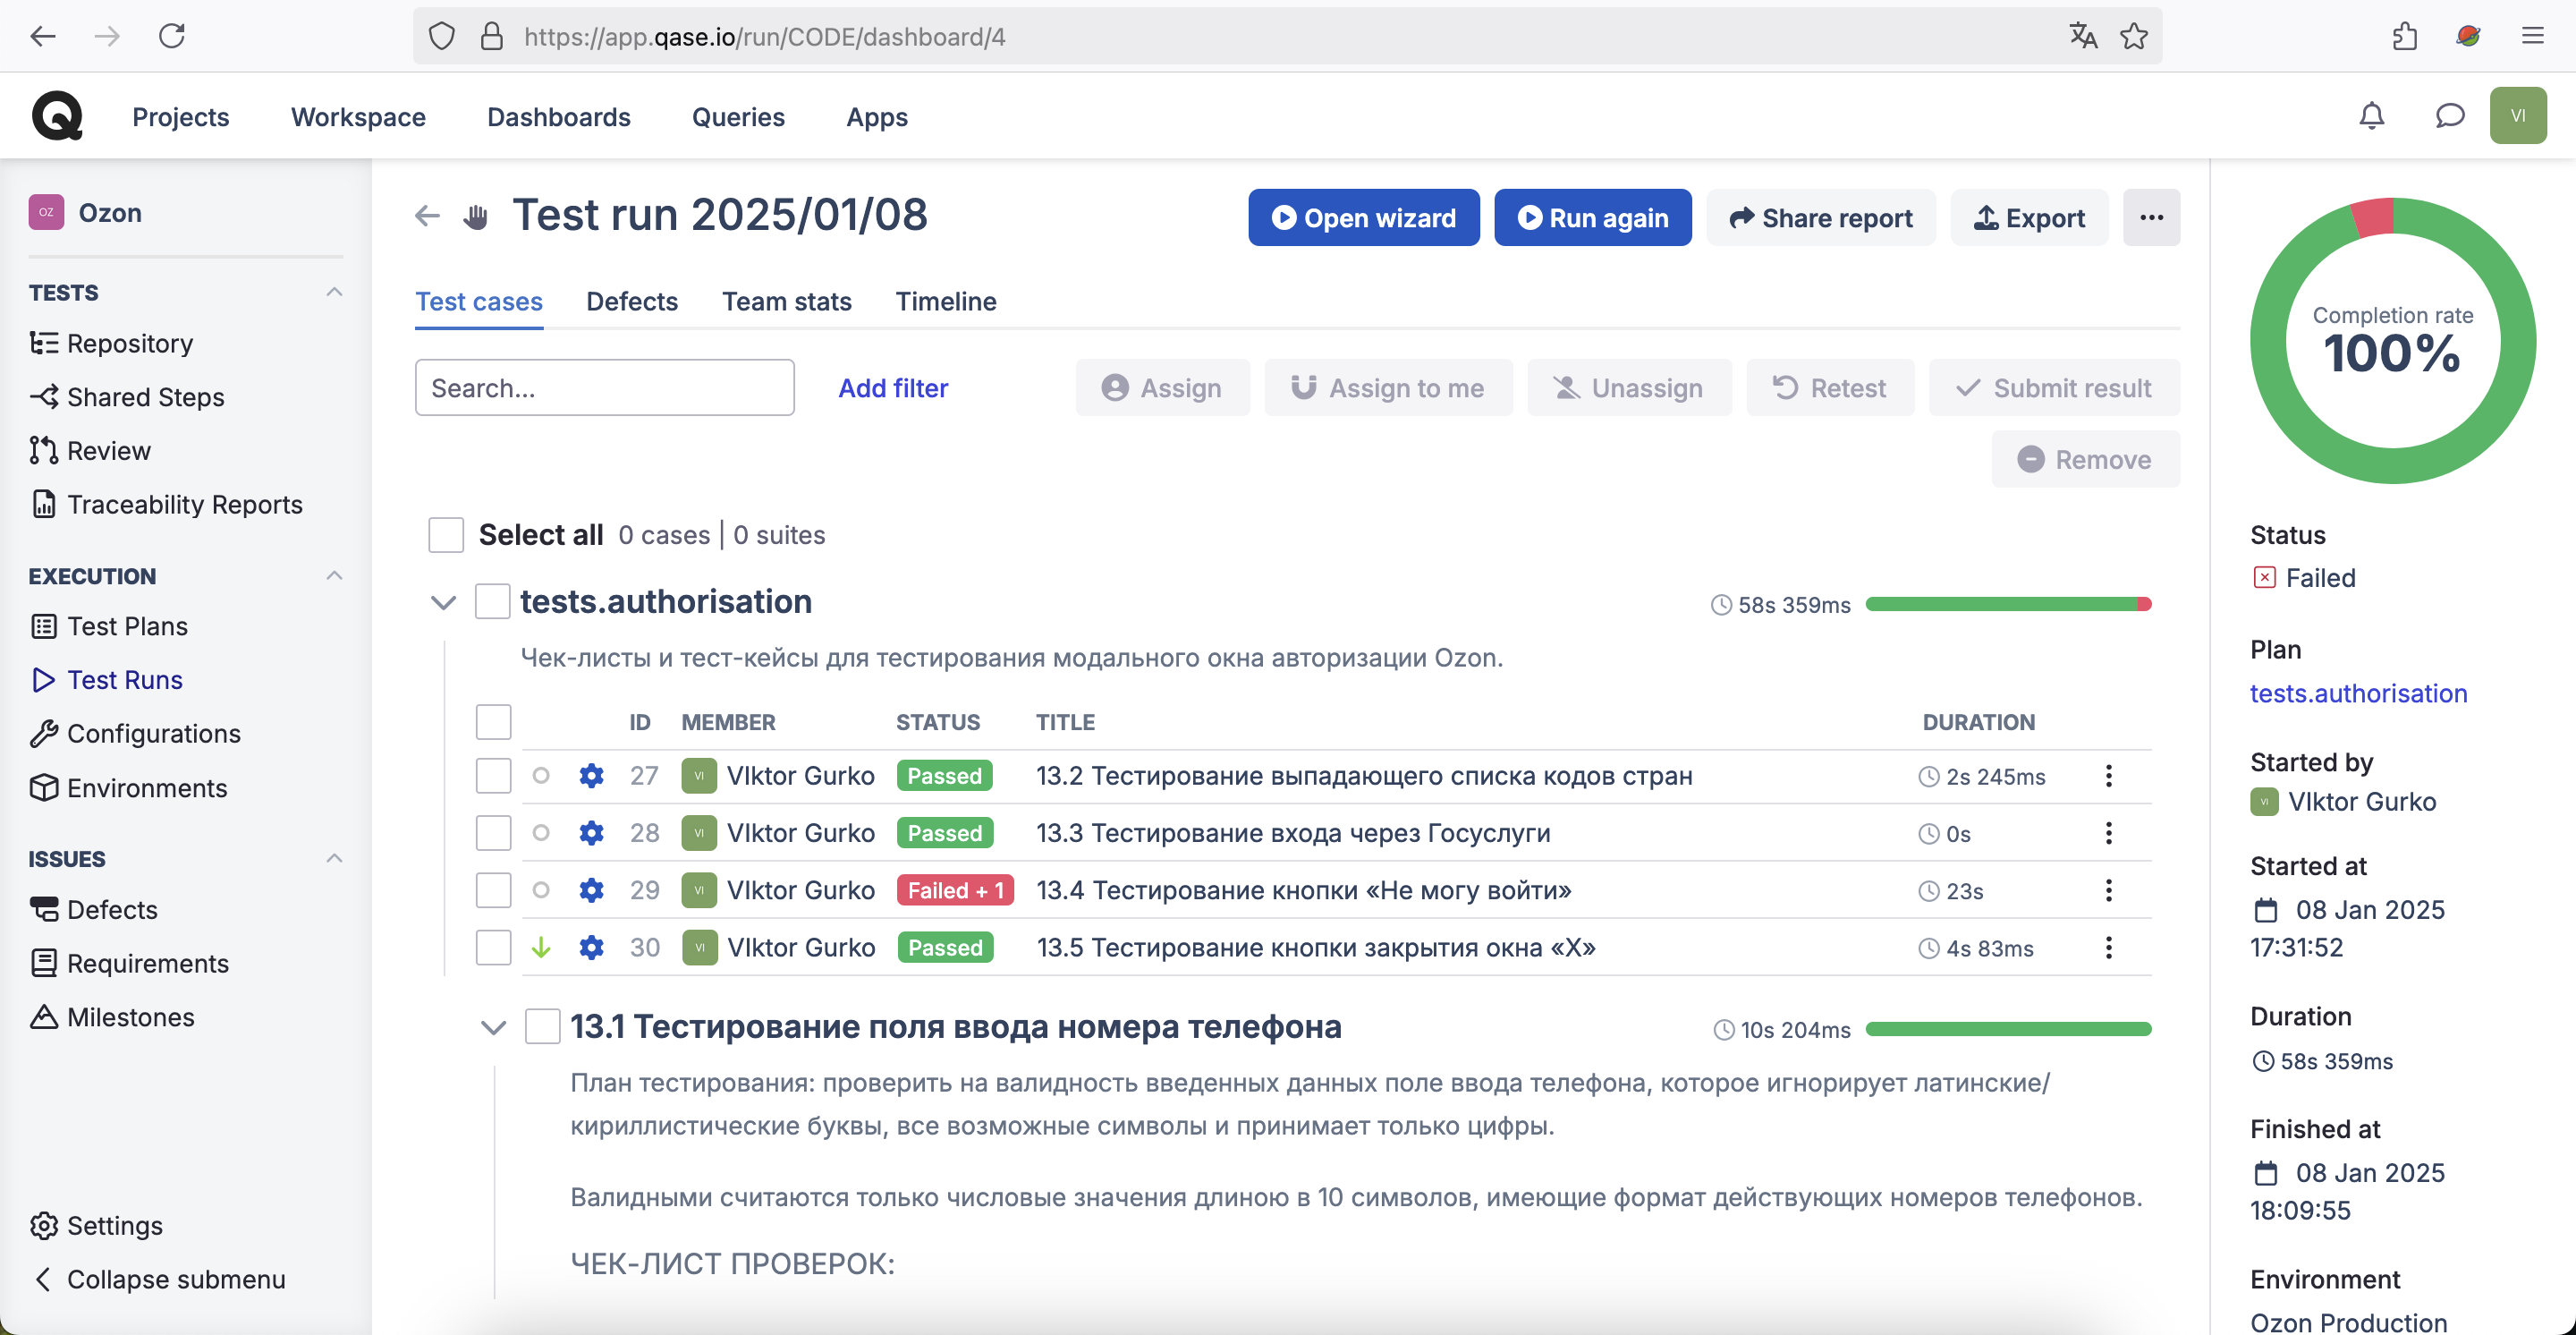 https://app.qase.io/run/CODE/dashboard/4
Projects
Workspace
Dashboards
Queries
Apps
VI
OZ
Ozon
TESTS
Repository
Shared Steps
Review
Traceability Reports
EXECUTION
Test Plans
Test Runs
Configurations
Environments
ISSUES
Defects
Requirements
Milestones
Settings
Collapse submenu
Test run 2025/01/08
Open wizard
Run again
Share report
Export
Test cases
Defects
Team stats
Timeline
Search...
Add filter
Assign
Assign to me
Unassign
Retest
Submit result
Remove
Select all 0 cases | 0 suites
tests.authorisation 58s 359ms
Чек-листы и тест-кейсы для тестирования модального окна авторизации Ozon.
ID MEMBER STATUS TITLE DURATION
27 VI VIktor Gurko Passed 13.2 Тестирование выпадающего списка кодов стран 2s 245ms
28 VI VIktor Gurko Passed 13.3 Тестирование входа через Госуслуги 0s
29 VI VIktor Gurko Failed + 1 13.4 Тестирование кнопки «Не могу войти» 23s
30 VI VIktor Gurko Passed 13.5 Тестирование кнопки закрытия окна «X» 4s 83ms
13.1 Тестирование поля ввода номера телефона 10s 204ms
План тестирования: проверить на валидность введенных данных поле ввода телефона, которое игнорирует латинские/
кириллистические буквы, все возможные символы и принимает только цифры.
Валидными считаются только числовые значения длиною в 10 символов, имеющие формат действующих номеров телефонов.
ЧЕК-ЛИСТ ПРОВЕРОК:
Completion rate
100%
Status
Failed
Plan
tests.authorisation
Started by
VI VIktor Gurko
Started at
08 Jan 2025
17:31:52
Duration
58s 359ms
Finished at
08 Jan 2025
18:09:55
Environment
Ozon Production